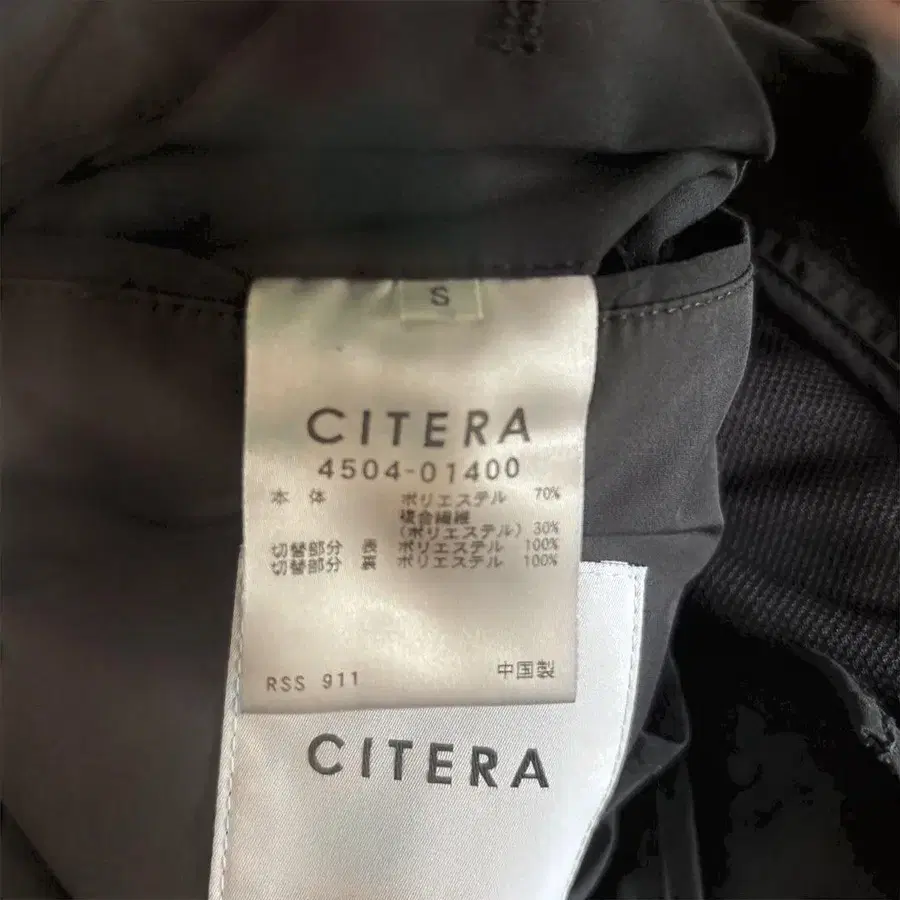 S
CITERA
4504-01400
本 体 ポリエステル 70%
複合繊維
(ポリエステル) 30%
切替部分 表 ポリエステル 100%
切替部分 裏 ポリエステル 100%
RSS 911 中国製
CITERA